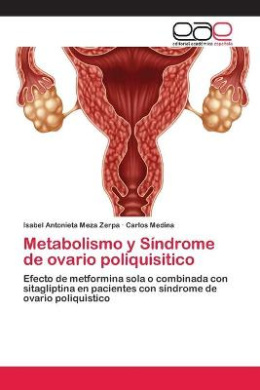 eae
editorial académica española
Isabel Antonieta Meza Zerpa · Carlos Medina
Metabolismo y Síndrome
de ovario poliquisitico
Efecto de metformina sola o combinada con
sitagliptina en pacientes con síndrome de
ovario poliquistico